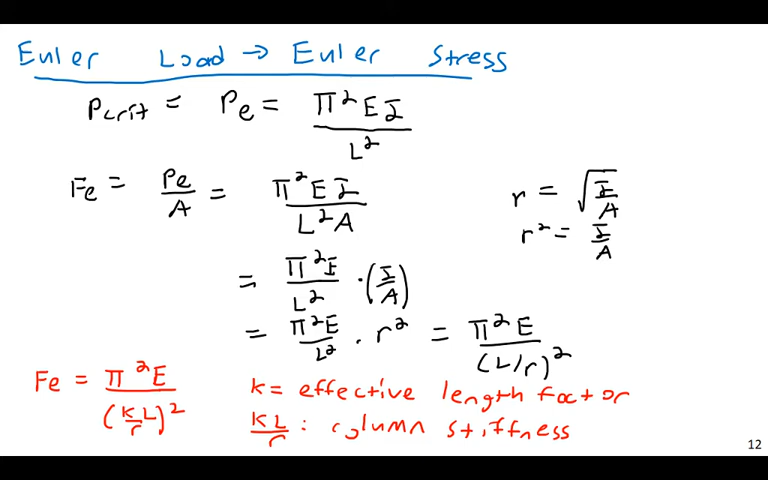 Euler Load → Euler Stress
Pcrit = Pe = π²EI / L²
Fe = Pe/A = π²EI / L²A
r = √(I/A)
r² = I/A
= π²E / L² · (I/A)
= π²E / L² · r² = π²E / (L/r)²
Fe = π²E / (KL/r)²
k = effective length factor
KL/r : column stiffness
12